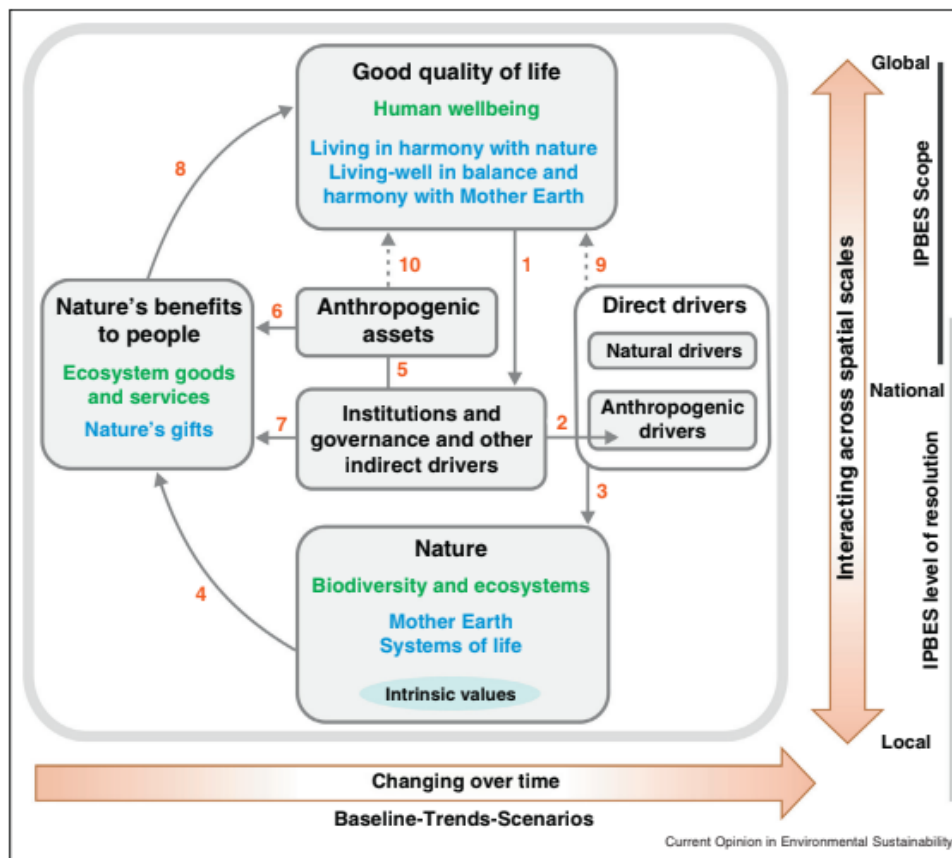 Good quality of life
Human wellbeing
Living in harmony with nature
Living-well in balance and
harmony with Mother Earth
8
10
1
9
Nature's benefits
to people
Ecosystem goods
and services
Nature's gifts
6
Anthropogenic
assets
5
7
Institutions and
governance and other
indirect drivers
2
Direct drivers
Natural drivers
Anthropogenic
drivers
3
4
Nature
Biodiversity and ecosystems
Mother Earth
Systems of life
Intrinsic values
Interacting across spatial scales
Global
IPBES Scope
National
IPBES level of resolution
Local
Changing over time
Baseline-Trends-Scenarios
Current Opinion in Environmental Sustainability